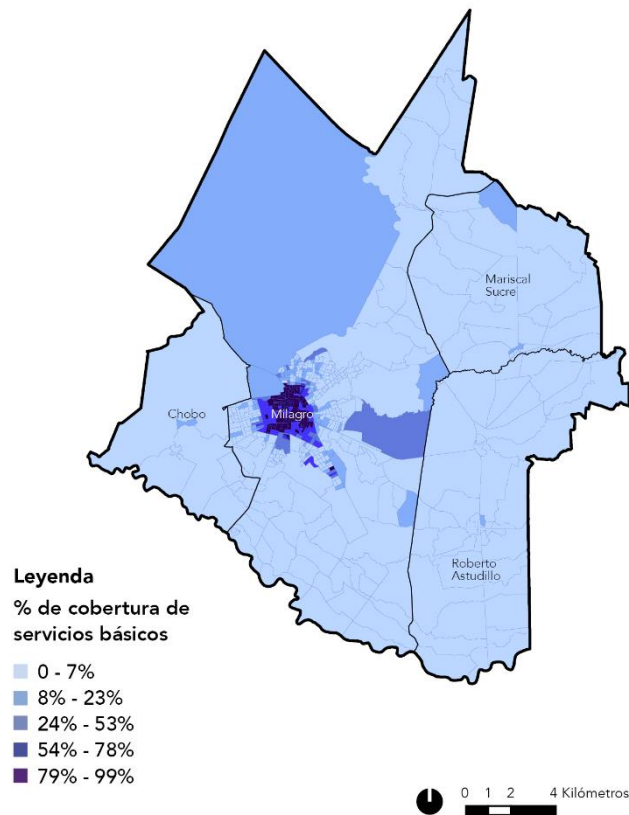 Mariscal
Sucre
Chobo
Milagro
Roberto
Astudillo
Leyenda
% de cobertura de
servicios básicos
0 - 7%
8% - 23%
24% - 53%
54% - 78%
79% - 99%
0 1 2 4 Kilómetros